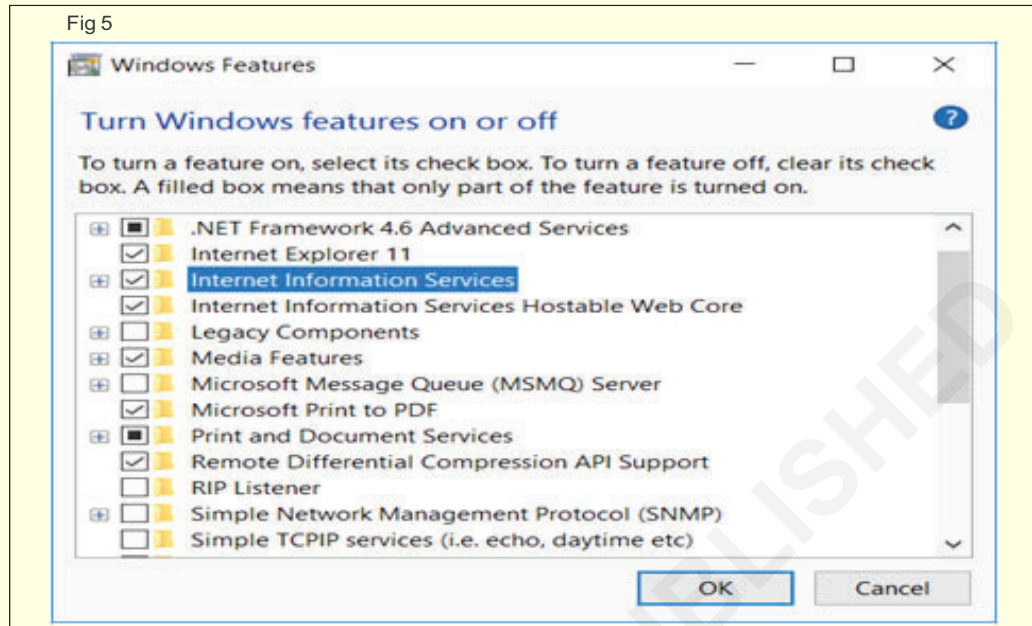 Fig 5
Windows Features
Turn Windows features on or off
To turn a feature on, select its check box. To turn a feature off, clear its check
box. A filled box means that only part of the feature is turned on.
.NET Framework 4.6 Advanced Services
Internet Explorer 11
Internet Information Services
Internet Information Services Hostable Web Core
Legacy Components
Media Features
Microsoft Message Queue (MSMQ) Server
Microsoft Print to PDF
Print and Document Services
Remote Differential Compression API Support
RIP Listener
Simple Network Management Protocol (SNMP)
Simple TCPIP services (i.e. echo, daytime etc)
OK Cancel
BLISHED